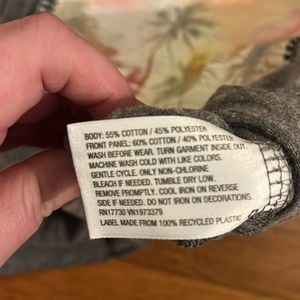 BODY: 55% COTTON / 45% POLYESTER
FRONT PANEL: 60% COTTON / 40% POLYESTER
WASH BEFORE WEAR. TURN GARMENT INSIDE OUT.
MACHINE WASH COLD WITH LIKE COLORS.
GENTLE CYCLE. ONLY NON-CHLORINE
BLEACH IF NEEDED. TUMBLE DRY LOW.
REMOVE PROMPTLY. COOL IRON ON REVERSE
SIDE IF NEEDED. DO NOT IRON ON DECORATIONS.
RN17730 VN1973379
LABEL MADE FROM 100% RECYCLED PLASTIC